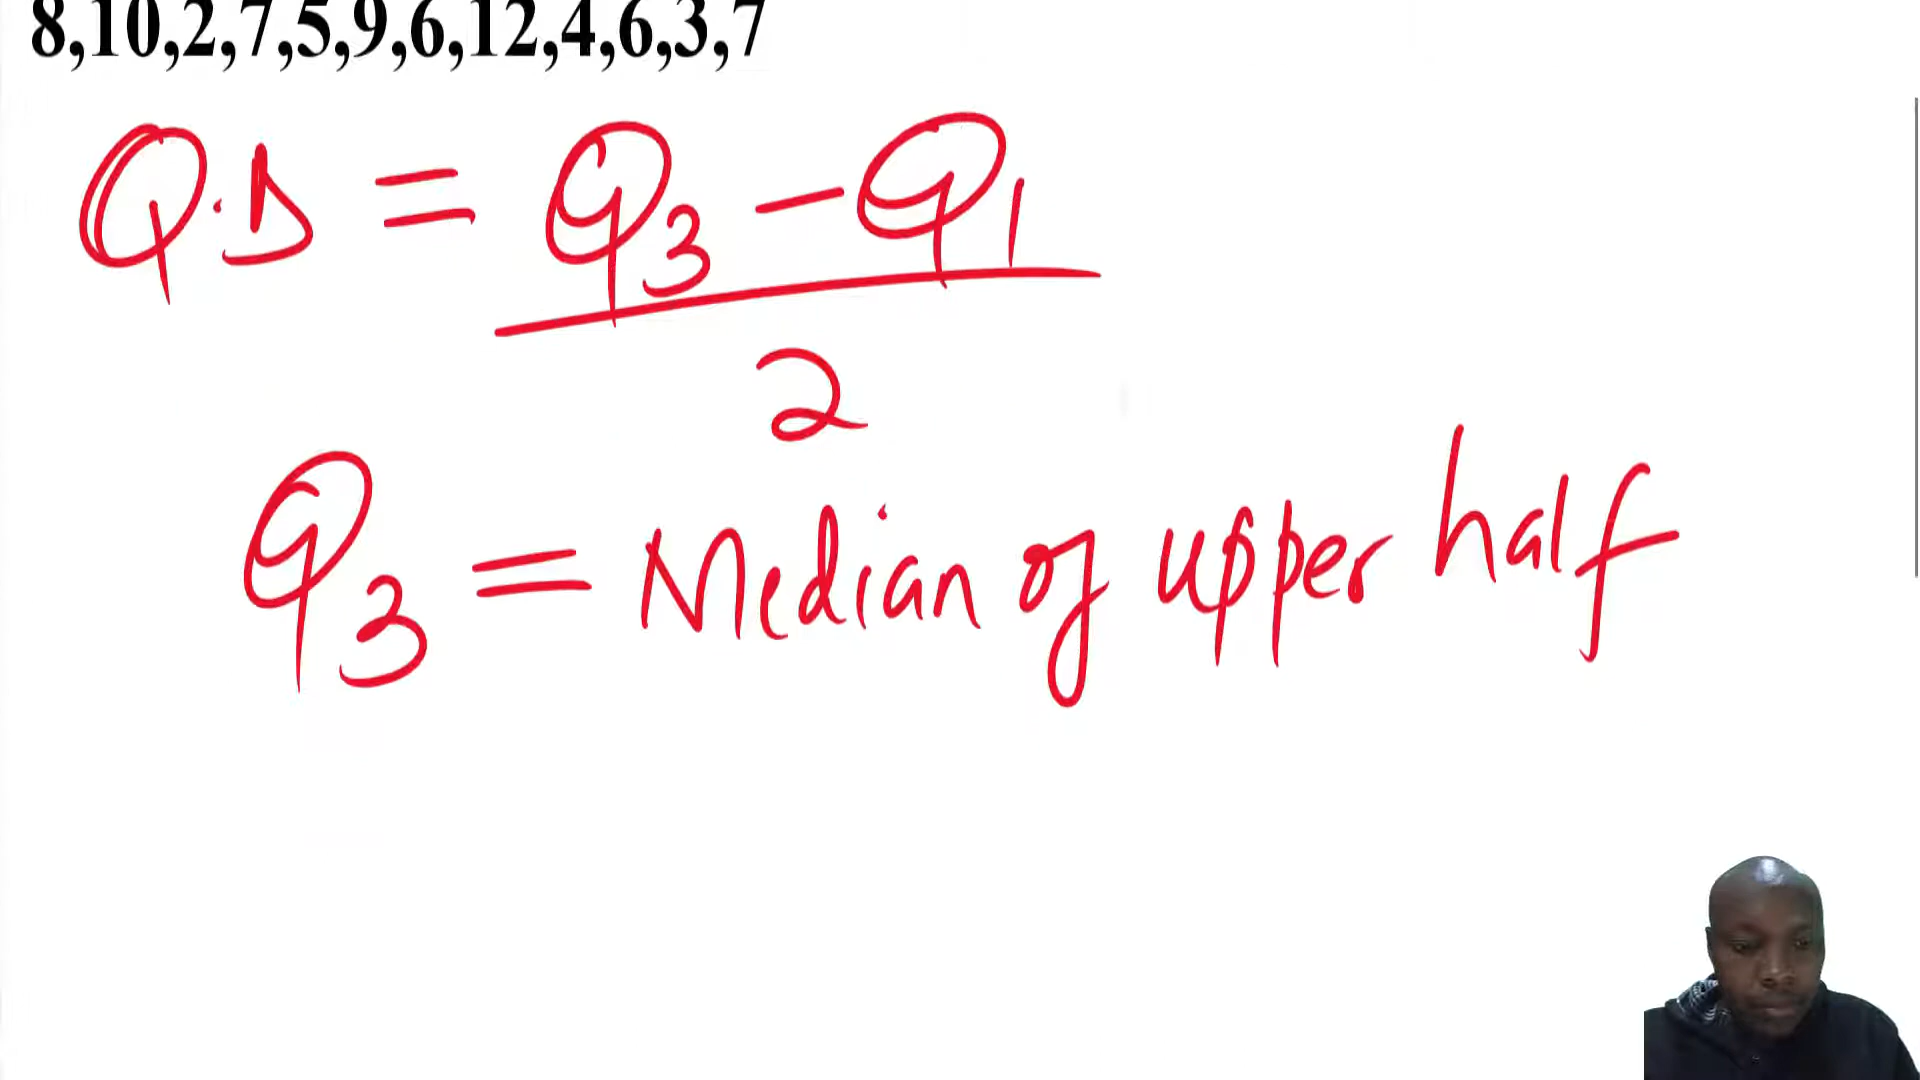 8,10,2,7,5,9,6,12,4,6,3,7
Q.D = Q3 - Q1
2
Q3 = Median of upper half